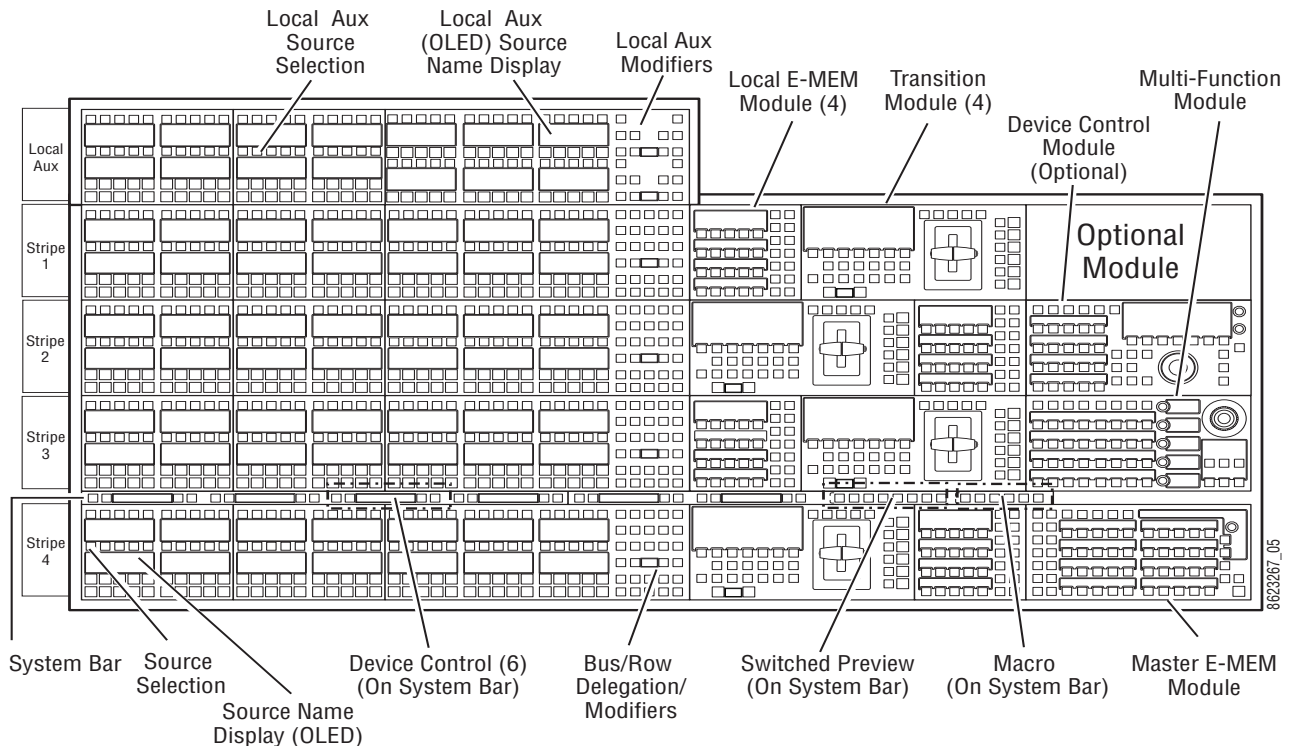 Local Aux
Source
Selection
Local Aux
(OLED) Source
Name Display
Local Aux
Modifiers
Local E-MEM
Module (4)
Transition
Module (4)
Multi-Function
Module
Device Control
Module
(Optional)
Local
Aux
Stripe
1
Optional
Module
Stripe
2
Stripe
3
Stripe
4
8623267_05
System Bar
Source
Selection
Source Name
Display (OLED)
Device Control (6)
(On System Bar)
Bus/Row
Delegation/
Modifiers
Switched Preview
(On System Bar)
Macro
(On System Bar)
Master E-MEM
Module